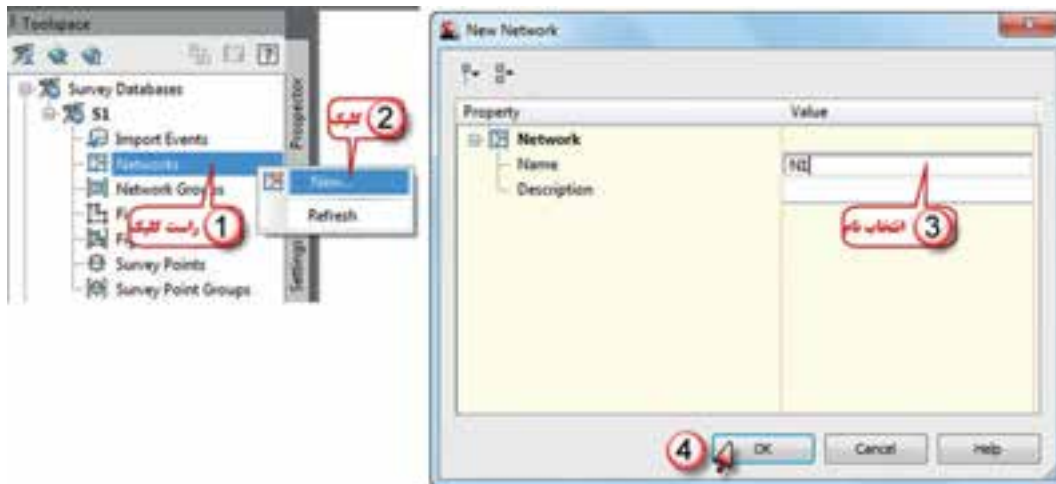 Toolspace
Survey Databases
S1
Import Events
Networks
Network Groups
Survey Points
Survey Point Groups
Prospector
Settings
New...
Refresh
1 راست کلیک
2 کلیک
New Network
Property Value
Network
Name N1
Description
3 انتخاب نام
4
OK Cancel Help